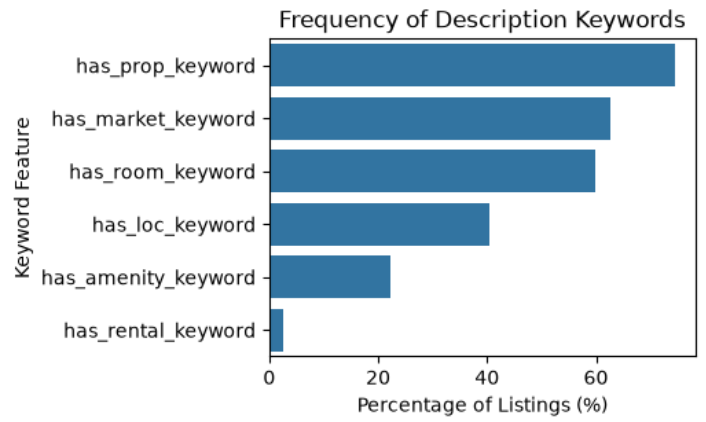 Frequency of Description Keywords
Keyword Feature
has_prop_keyword
has_market_keyword
has_room_keyword
has_loc_keyword
has_amenity_keyword
has_rental_keyword
0 20 40 60
Percentage of Listings (%)